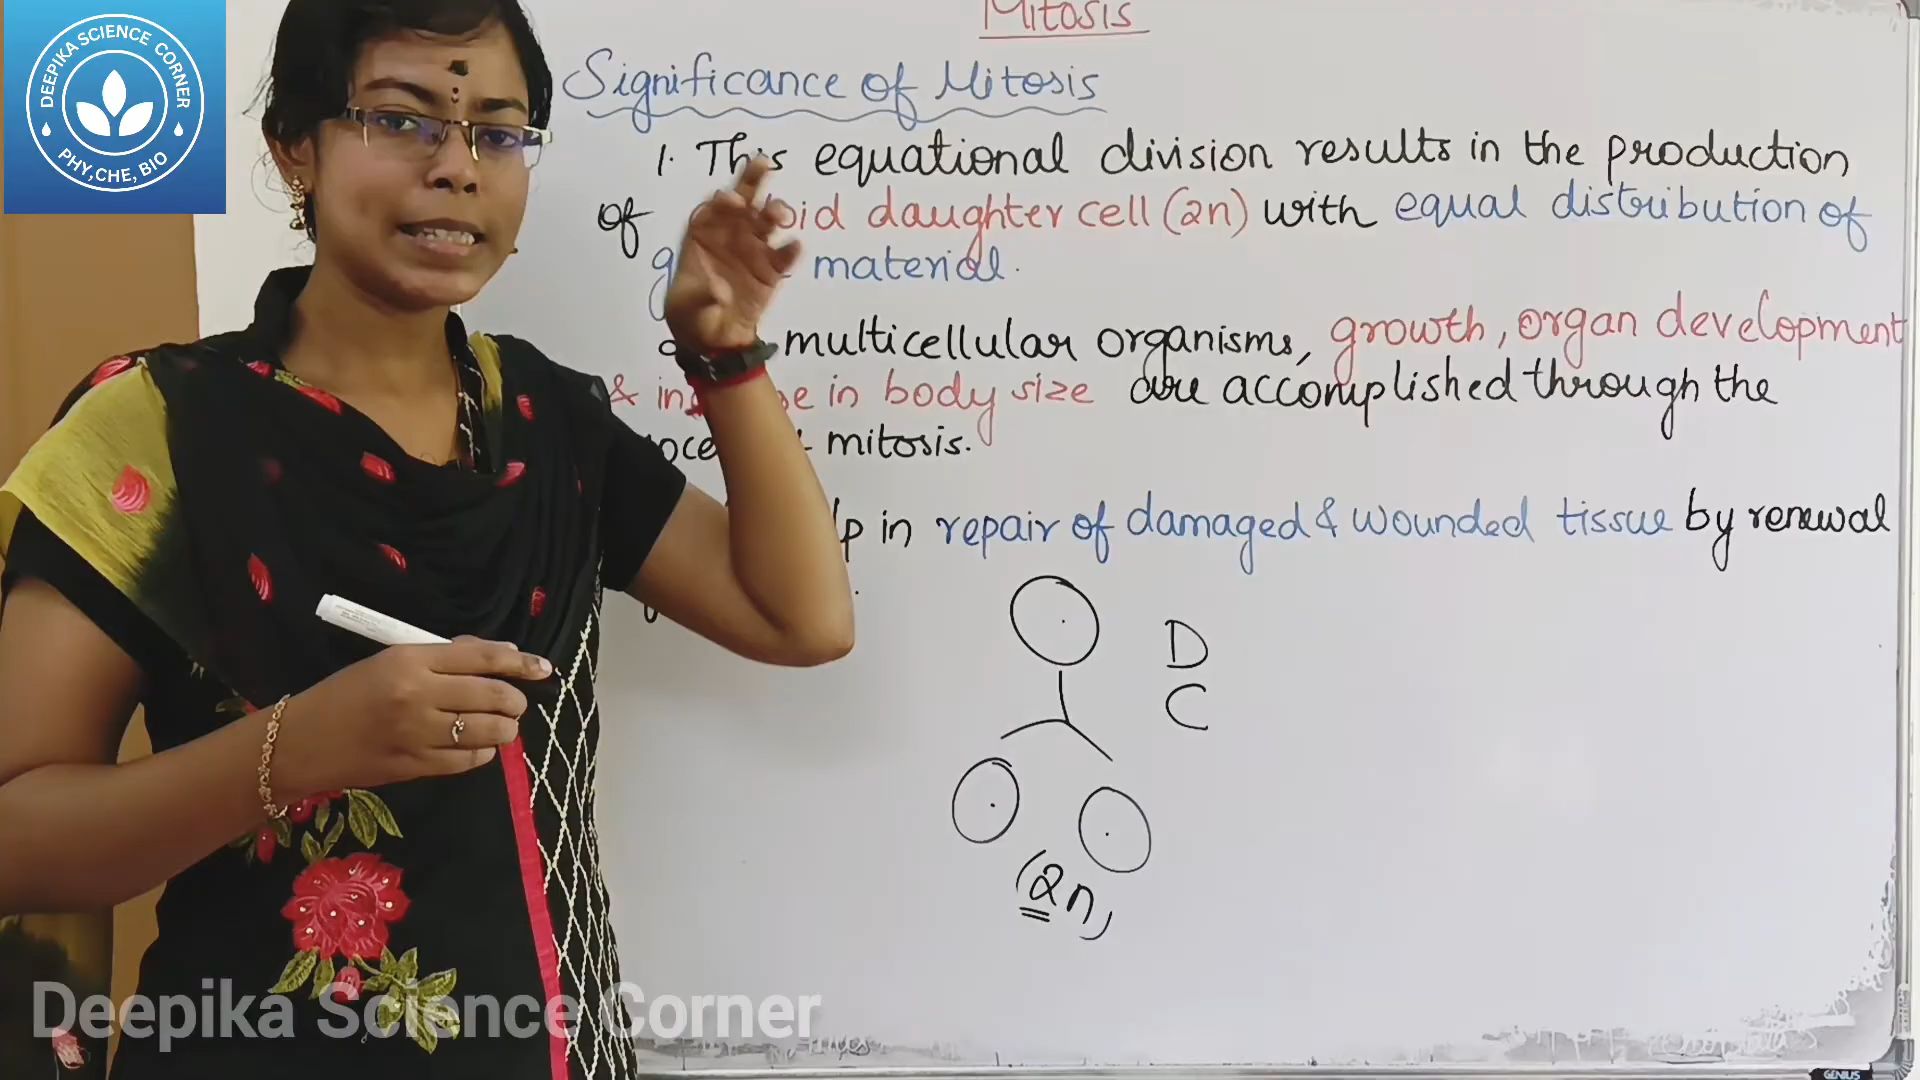 DEEPIKA SCIENCE CORNER
PHY, CHE, BIO
Mitosis
Significance of Mitosis
1. This equational division results in the production
of daughter cell (2n) with equal distribution of
material.
multicellular organisms, growth, organ development
& in body size are accomplished through the
mitosis.
in repair of damaged & wounded tissue by renewal
D
C
(2n)
Deepika Science Corner
GENIUS